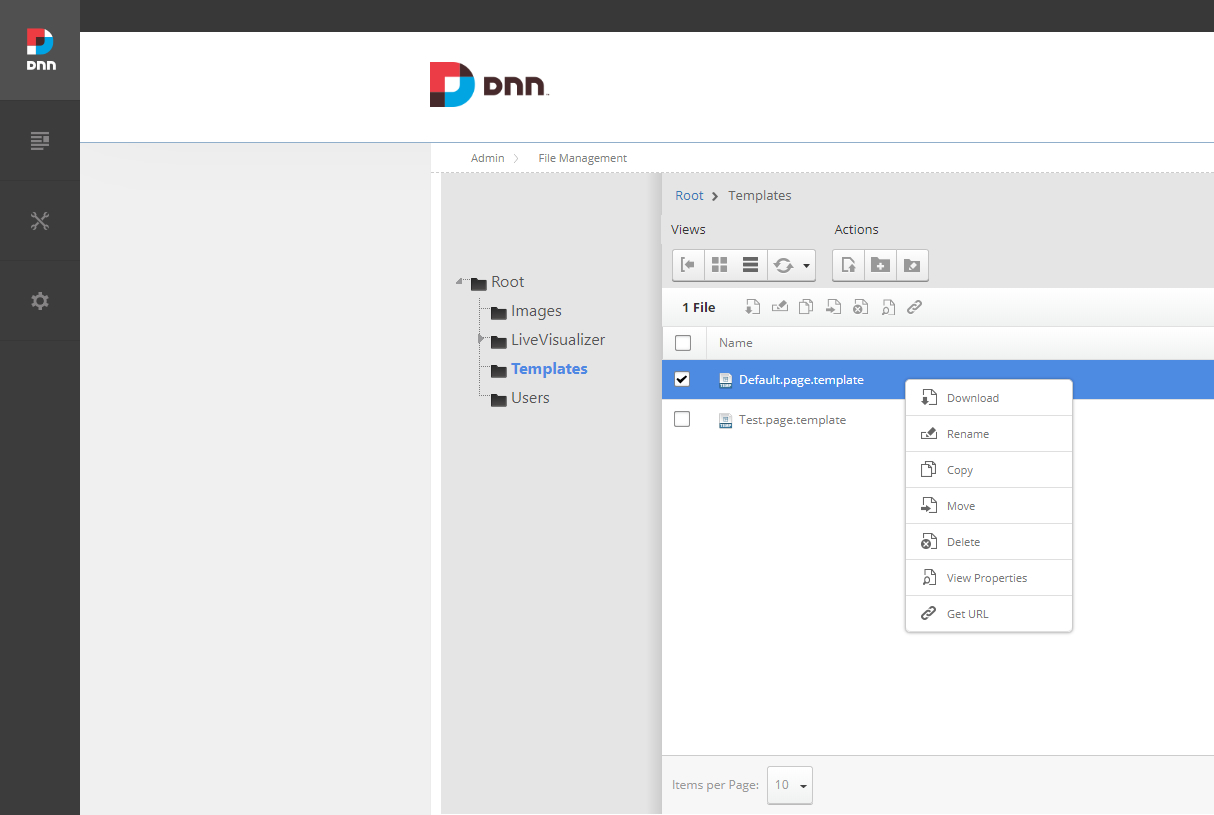 DNN
DNN
Admin
File Management
Root
Templates
Views
Actions
Root
Images
LiveVisualizer
Templates
Users
1 File
Name
Default.page.template
Test.page.template
Download
Rename
Copy
Move
Delete
View Properties
Get URL
Items per Page: 10